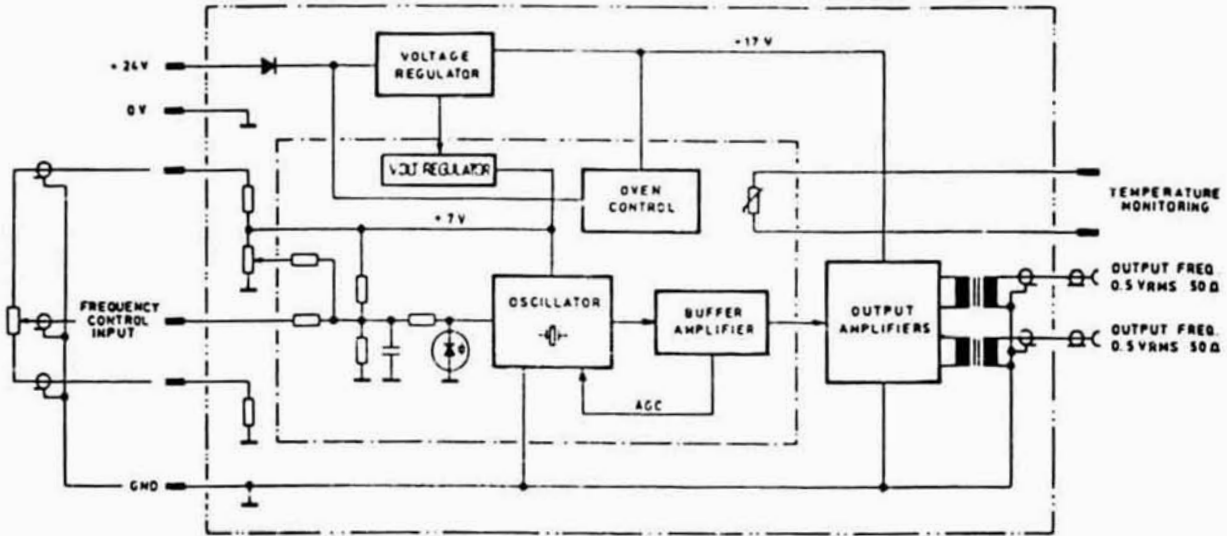 VOLTAGE
REGULATOR
-17 V
+ 24V
0V
VOLT REGULATOR
OVEN
CONTROL
TEMPERATURE
MONITORING
+ 7V
FREQUENCY
CONTROL
INPUT
OSCILLATOR
BUFFER
AMPLIFIER
OUTPUT
AMPLIFIERS
OUTPUT FREQ.
0.5 VRMS 50 Ω
OUTPUT FREQ.
0.5 VRMS 50 Ω
AGC
GND